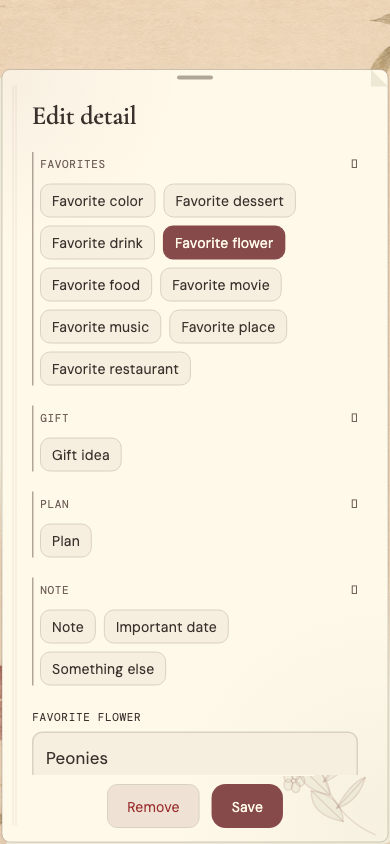 Edit detail
FAVORITES
Favorite color Favorite dessert
Favorite drink Favorite flower
Favorite food Favorite movie
Favorite music Favorite place
Favorite restaurant
GIFT
Gift idea
PLAN
Plan
NOTE
Note Important date
Something else
FAVORITE FLOWER
Peonies
Remove Save